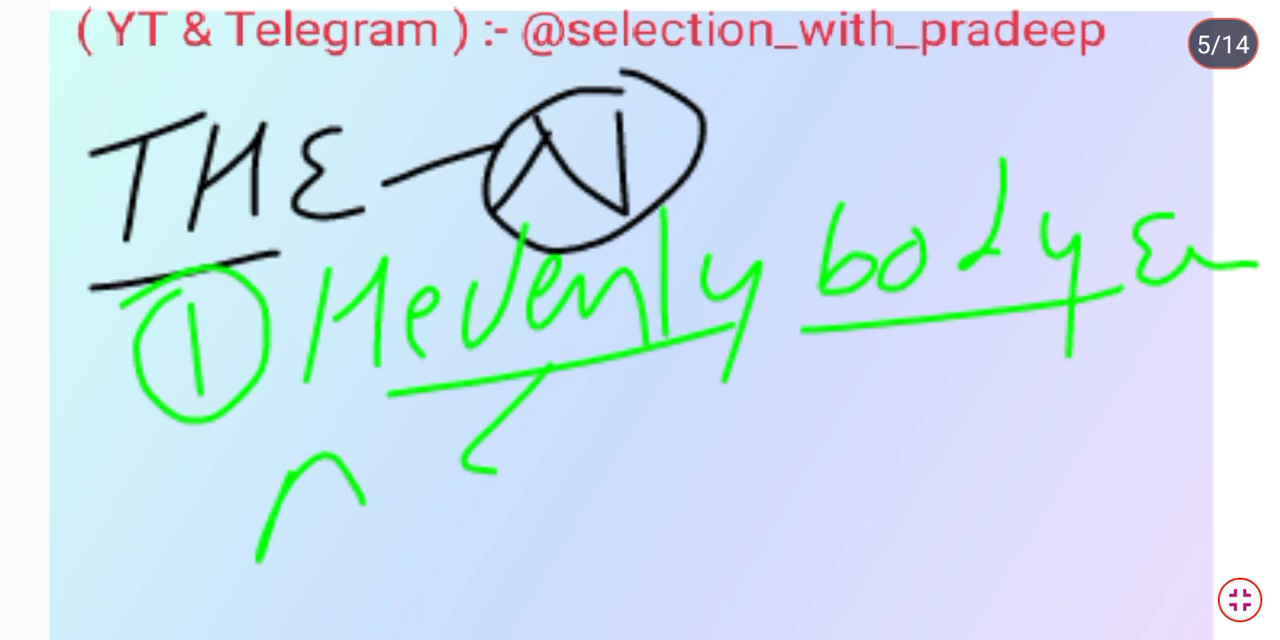 ( YT & Telegram ) :- @selection_with_pradeep
5/14
THE - N
① Hevenly body